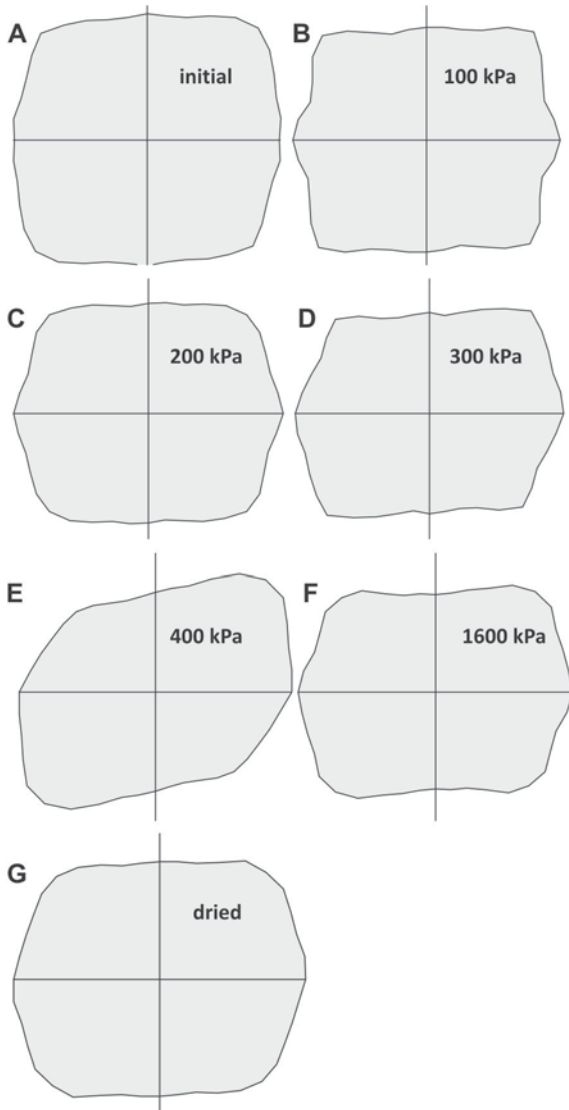 A
initial
B
100 kPa
C
200 kPa
D
300 kPa
E
400 kPa
F
1600 kPa
G
dried